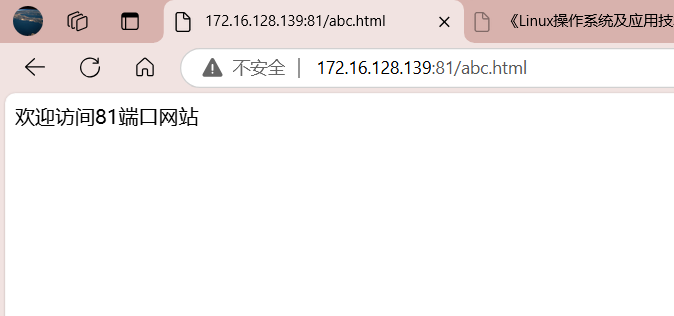 172.16.128.139:81/abc.html
《Linux操作系统及应用技
不安全
172.16.128.139:81/abc.html
欢迎访间81端口网站